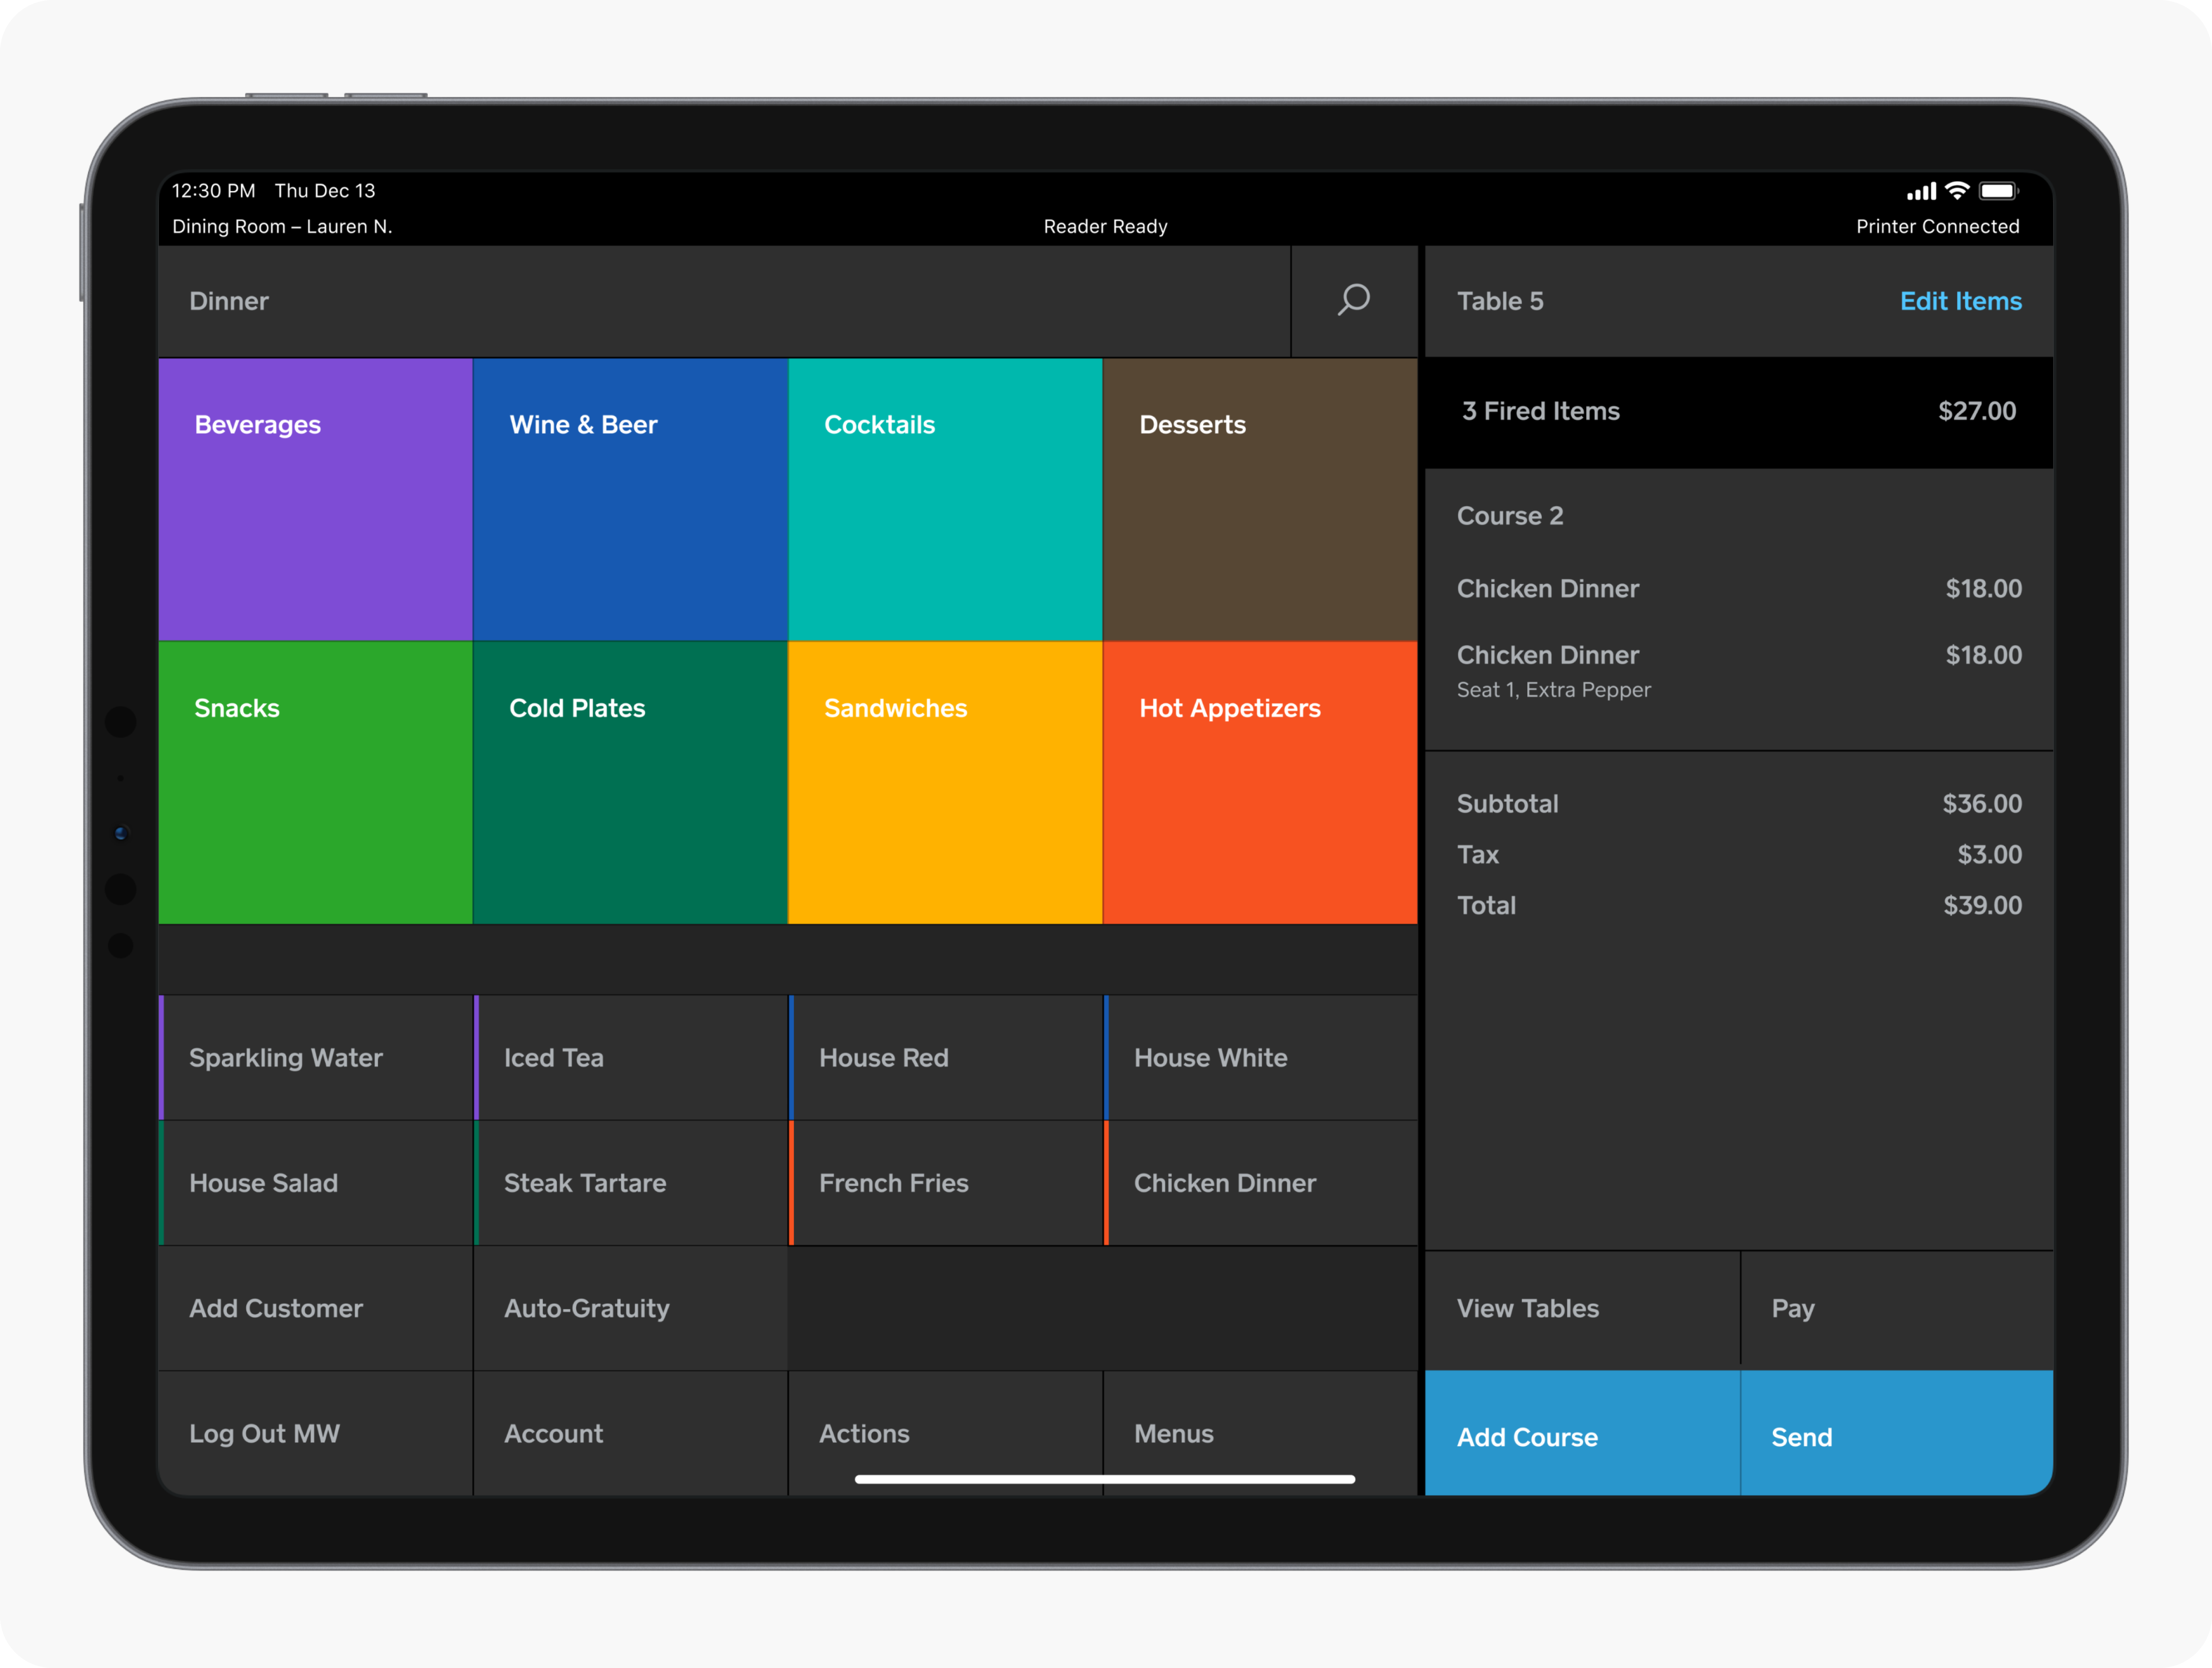 12:30 PM Thu Dec 13
Dining Room – Lauren N.
Reader Ready
Printer Connected
Dinner
Beverages
Wine & Beer
Cocktails
Desserts
Snacks
Cold Plates
Sandwiches
Hot Appetizers
Sparkling Water
Iced Tea
House Red
House White
House Salad
Steak Tartare
French Fries
Chicken Dinner
Add Customer
Auto-Gratuity
Log Out MW
Account
Actions
Menus
Table 5
Edit Items
3 Fired Items $27.00
Course 2
Chicken Dinner $18.00
Chicken Dinner $18.00
Seat 1, Extra Pepper
Subtotal $36.00
Tax $3.00
Total $39.00
View Tables
Pay
Add Course
Send